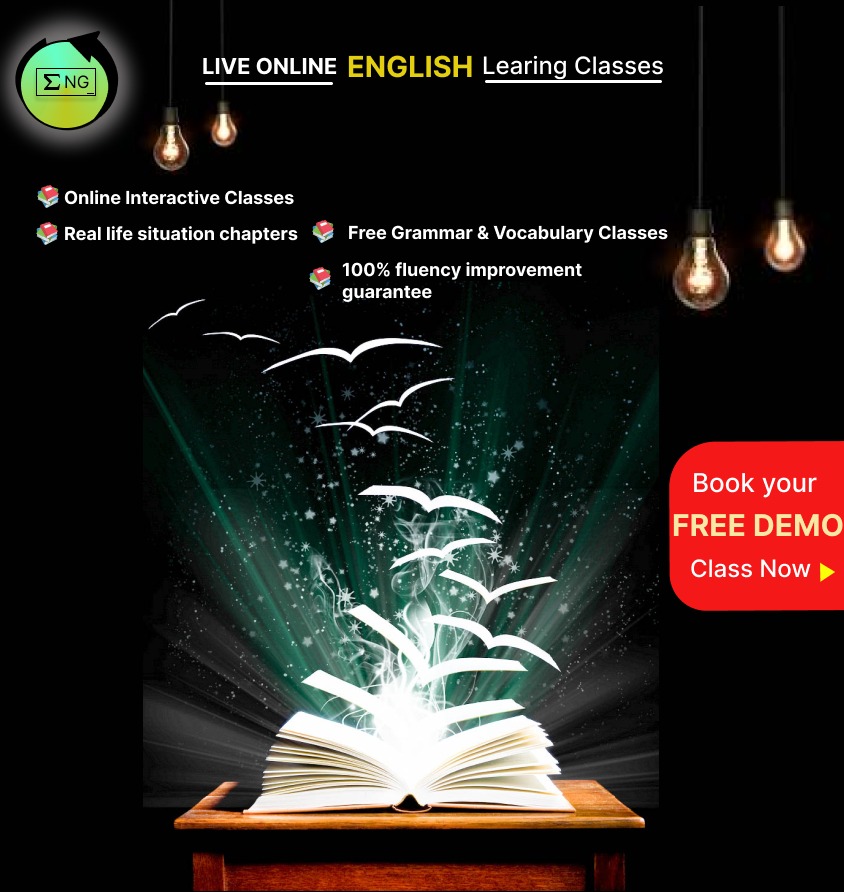 ΣNG_
LIVE ONLINE ENGLISH Learing Classes
📚 Online Interactive Classes
📚 Real life situation chapters
📚 Free Grammar & Vocabulary Classes
📚 100% fluency improvement
guarantee
Book your
FREE DEMO
Class Now